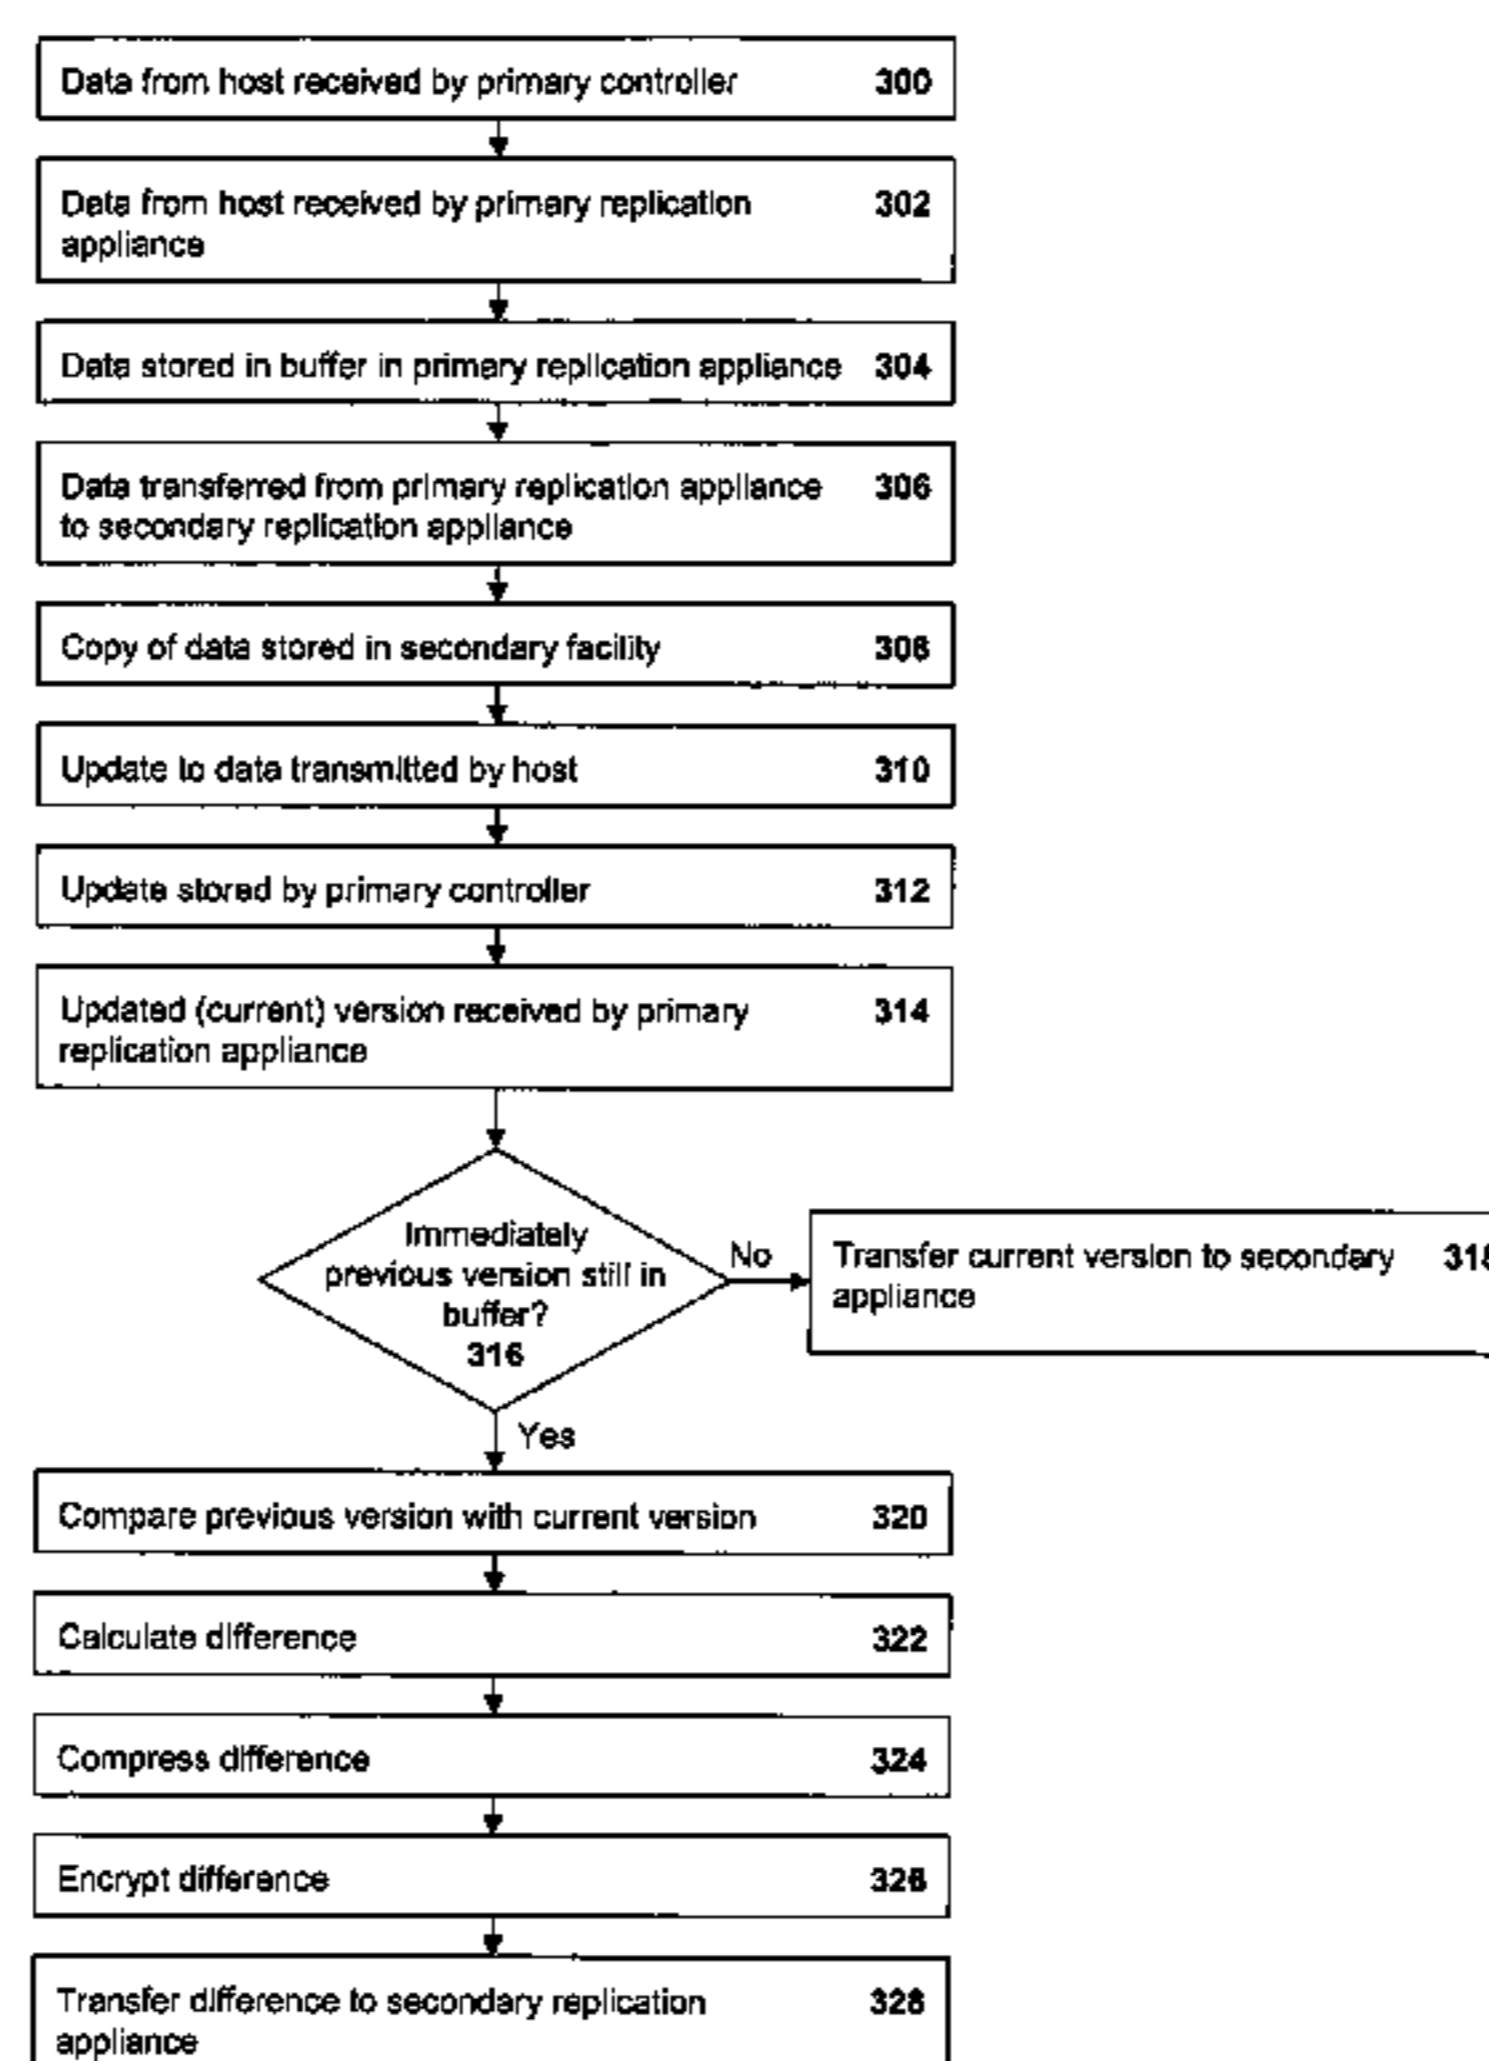 Data from host received by primary controller 300
Data from host received by primary replication 302
appliance
Data stored in buffer in primary replication appliance 304
Data transferred from primary replication appliance 306
to secondary replication appliance
Copy of data stored in secondary facility 308
Update to data transmitted by host 310
Update stored by primary controller 312
Updated (current) version received by primary 314
replication appliance
Immediately
previous version still in
buffer?
316
No
Transfer current version to secondary 318
appliance
Yes
Compare previous version with current version 320
Calculate difference 322
Compress difference 324
Encrypt difference 326
Transfer difference to secondary replication 328
appliance